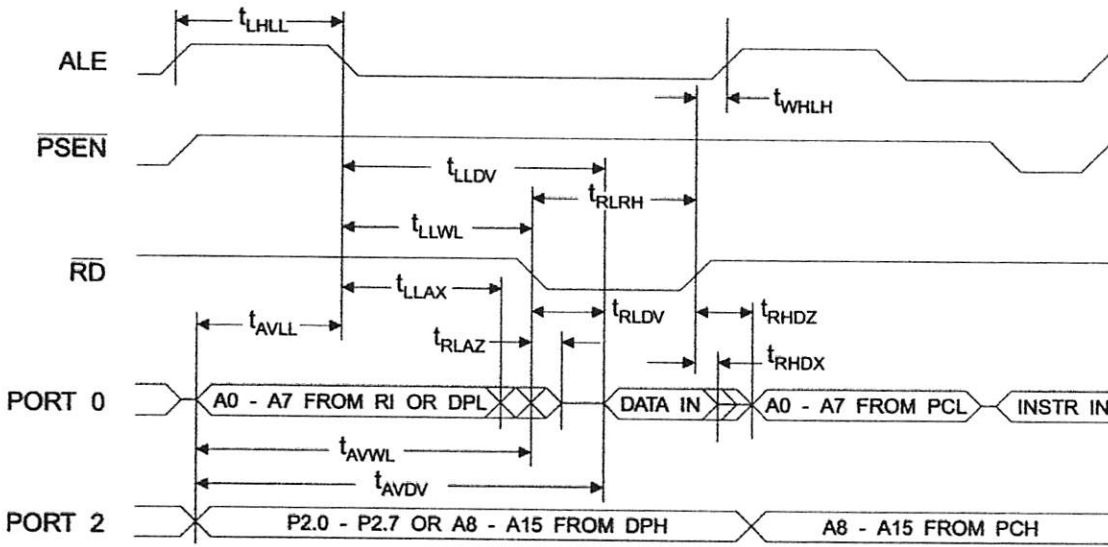 tLHLL
ALE
tWHLH
PSEN
tLLDV
tRLRH
tLLWL
RD
tLLAX
tRLDV
tRHDZ
tAVLL
tRLAZ
tRHDX
PORT 0
A0 - A7 FROM RI OR DPL
DATA IN
A0 - A7 FROM PCL
INSTR IN
tAVWL
tAVDV
PORT 2
P2.0 - P2.7 OR A8 - A15 FROM DPH
A8 - A15 FROM PCH